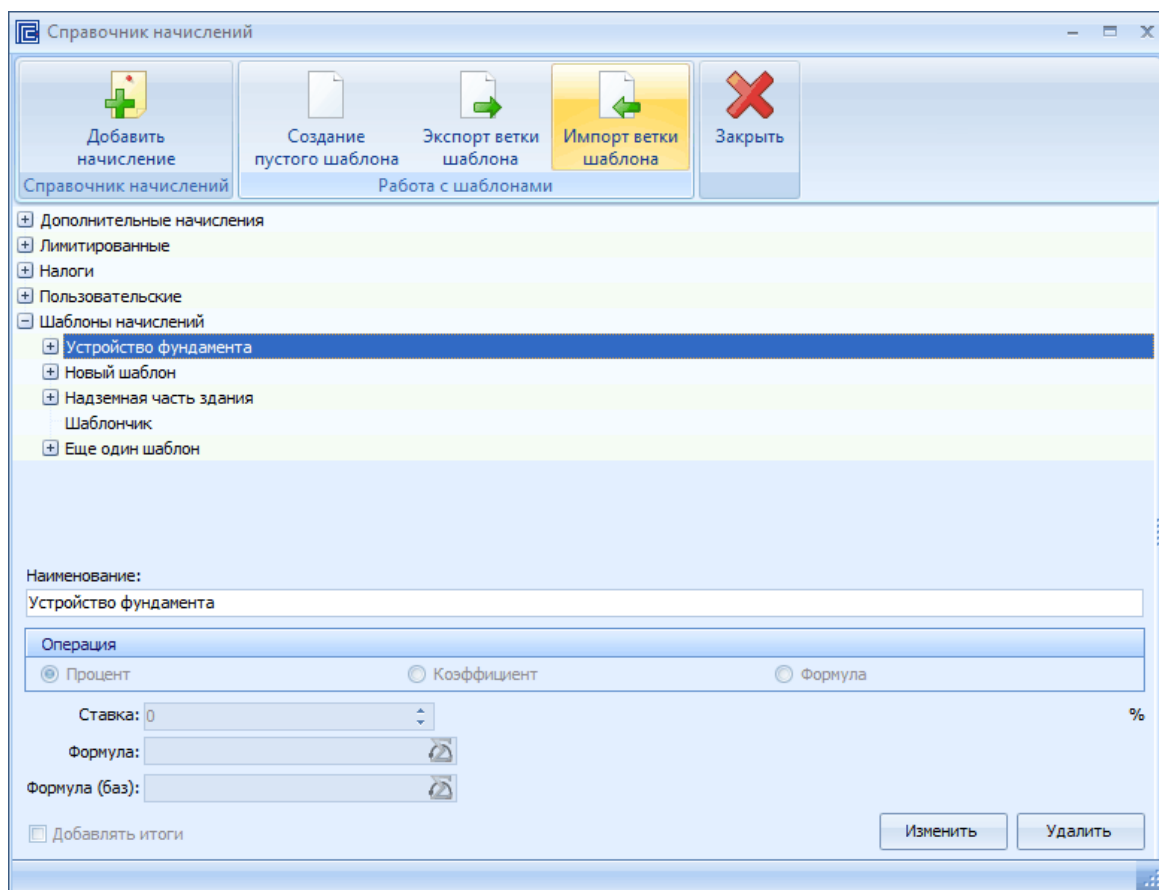 Справочник начислений
Добавить
начисление
Создание
пустого шаблона
Экспорт ветки
шаблона
Импорт ветки
шаблона
Закрыть
Справочник начислений
Работа с шаблонами
Дополнительные начисления
Лимитированные
Налоги
Пользовательские
Шаблоны начислений
Устройство фундамента
Новый шаблон
Надземная часть здания
Шаблончик
Еще один шаблон
Наименование:
Устройство фундамента
Операция
Процент Коэффициент Формула
Ставка: 0 %
Формула:
Формула (баз):
Добавлять итоги Изменить Удалить